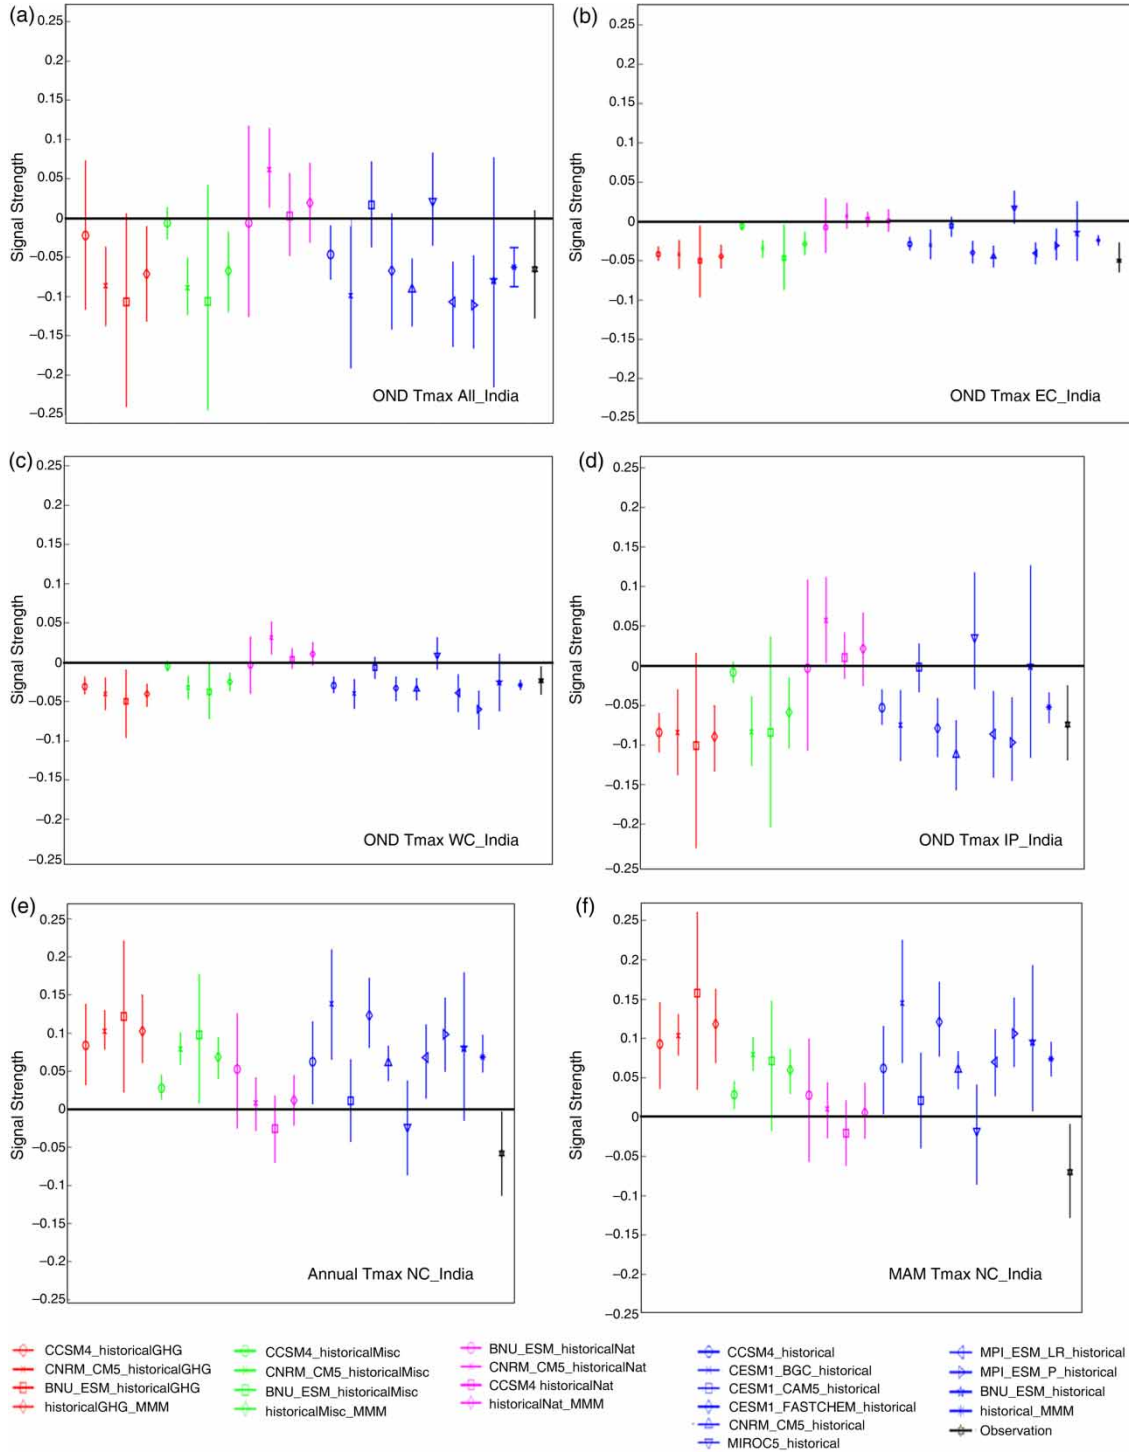 (a)
0.25
0.2
0.15
0.1
0.05
0
−0.05
−0.1
−0.15
−0.2
−0.25
Signal Strength
OND Tmax All_India
(b)
0.25
0.2
0.15
0.1
0.05
0
−0.05
−0.1
−0.15
−0.2
−0.25
Signal Strength
OND Tmax EC_India
(c)
0.25
0.2
0.15
0.1
0.05
0
−0.05
−0.1
−0.15
−0.2
−0.25
Signal Strength
OND Tmax WC_India
(d)
0.25
0.2
0.15
0.1
0.05
0
−0.05
−0.1
−0.15
−0.2
−0.25
Signal Strength
OND Tmax IP_India
(e)
0.25
0.2
0.15
0.1
0.05
0
−0.05
−0.1
−0.15
−0.2
−0.25
Signal Strength
Annual Tmax NC_India
(f)
0.25
0.2
0.15
0.1
0.05
0
−0.05
−0.1
−0.15
−0.2
−0.25
Signal Strength
MAM Tmax NC_India
CCSM4_historicalGHG
CNRM_CM5_historicalGHG
BNU_ESM_historicalGHG
historicalGHG_MMM
CCSM4_historicalMisc
CNRM_CM5_historicalMisc
BNU_ESM_historicalMisc
historicalMisc_MMM
BNU_ESM_historicalNat
CNRM_CM5_historicalNat
CCSM4 historicalNat
historicalNat_MMM
CCSM4_historical
CESM1_BGC_historical
CESM1_CAM5_historical
CESM1_FASTCHEM_historical
CNRM_CM5_historical
MIROC5_historical
MPI_ESM_LR_historical
MPI_ESM_P_historical
BNU_ESM_historical
historical_MMM
Observation